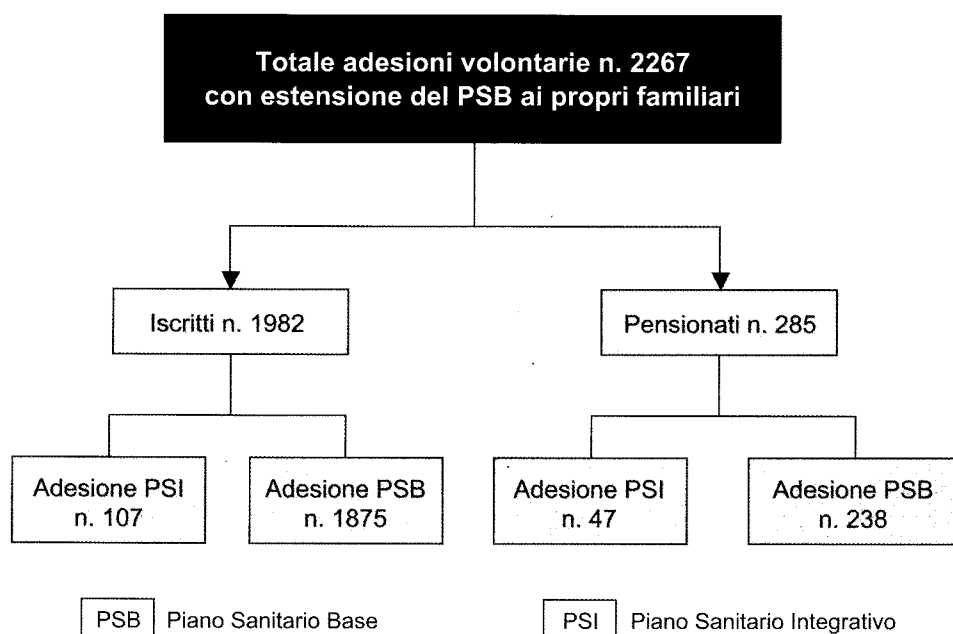 Totale adesioni volontarie n. 2267
con estensione del PSB ai propri familiari
Iscritti n. 1982
Pensionati n. 285
Adesione PSI
n. 107
Adesione PSB
n. 1875
Adesione PSI
n. 47
Adesione PSB
n. 238
PSB Piano Sanitario Base
PSI Piano Sanitario Integrativo